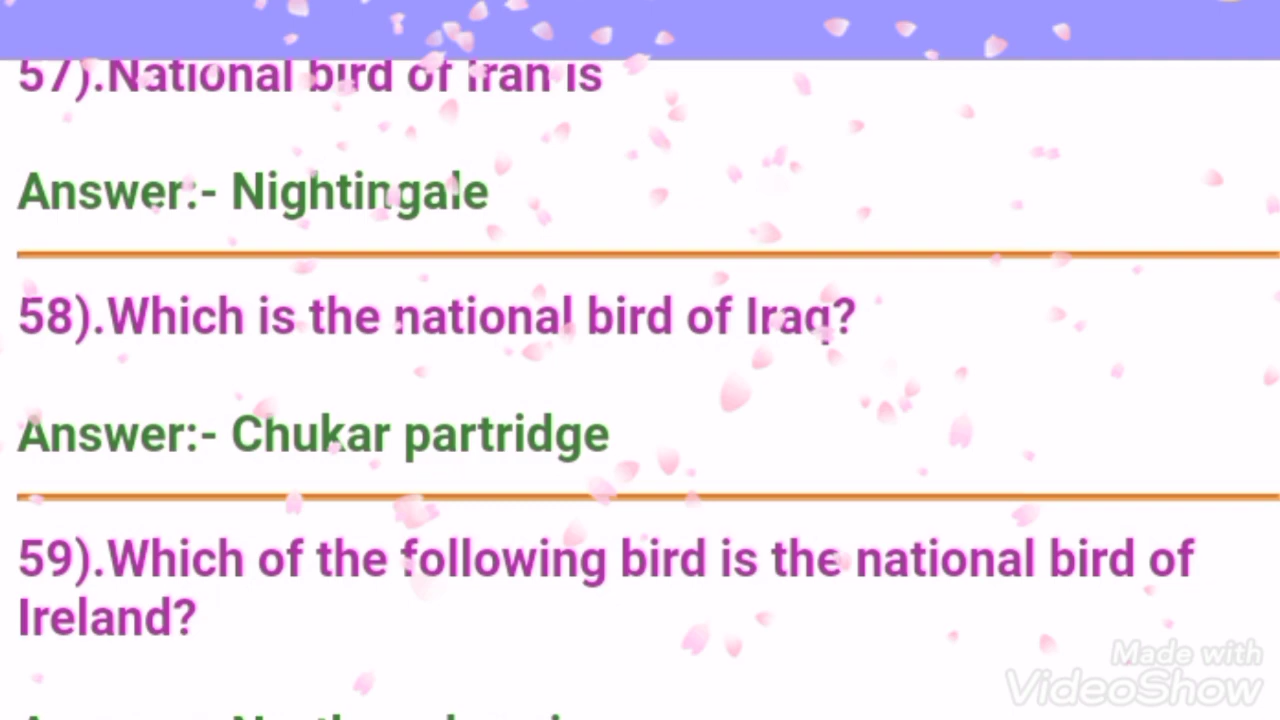 57).National bird of Iran is
Answer:- Nightingale
58).Which is the national bird of Iraq?
Answer:- Chukar partridge
59).Which of the following bird is the national bird of
Ireland?
Made with
VideoShow